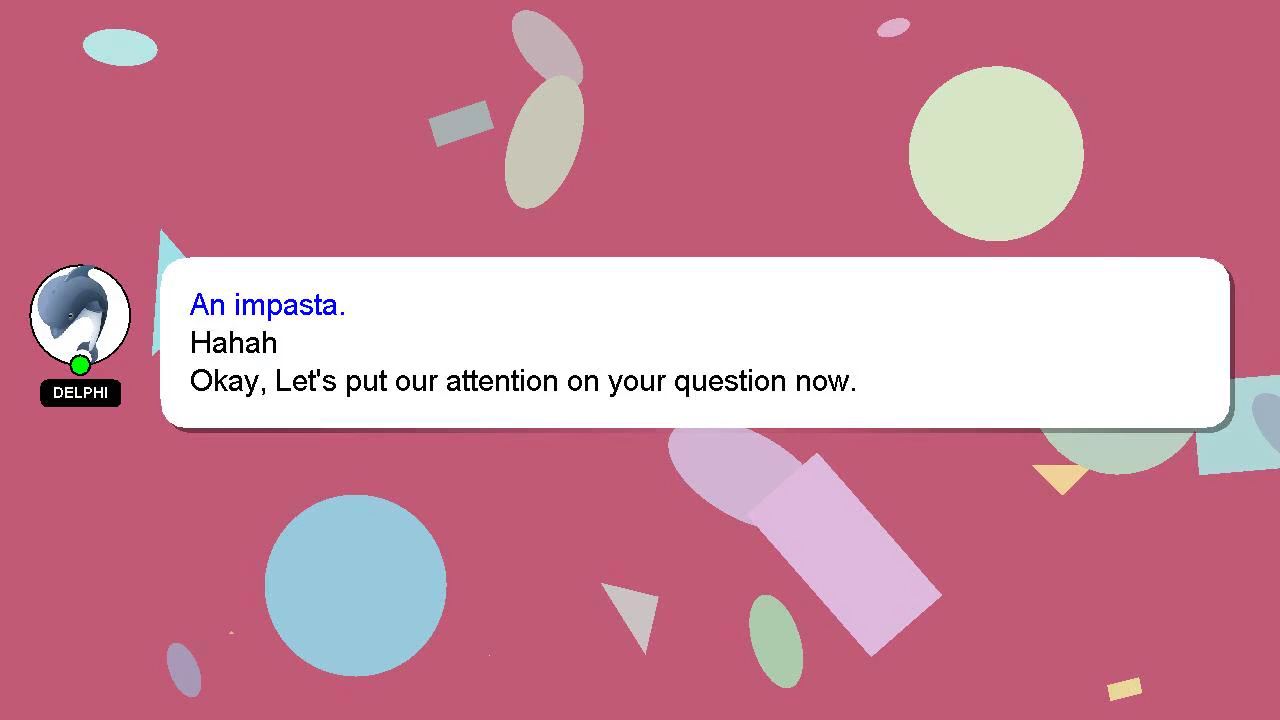 An impasta.
Hahah
Okay, Let's put our attention on your question now.
DELPHI